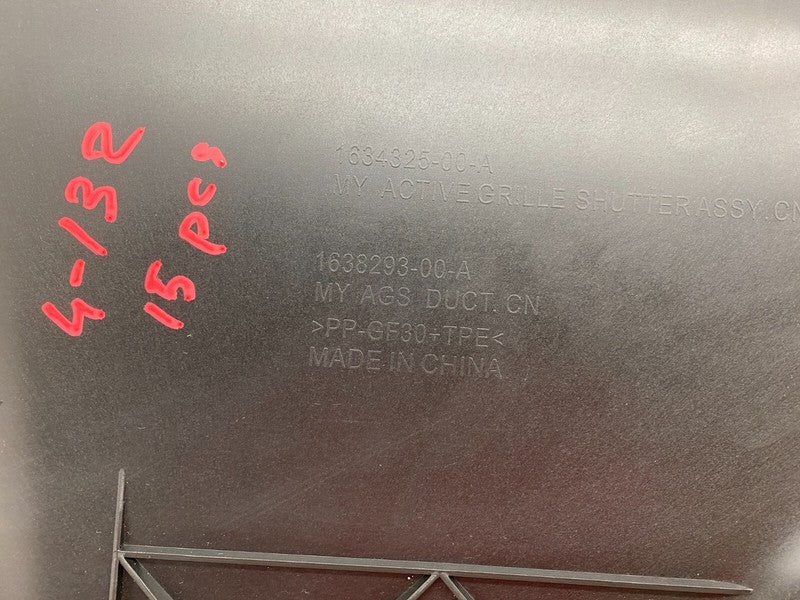 4-132
15 pcs
1634325-00-A
MY ACTIVE GRILLE SHUTTER ASSY. CN
1638293-00-A
MY AGS DUCT. CN
>PP-GF30+TPE<
MADE IN CHINA